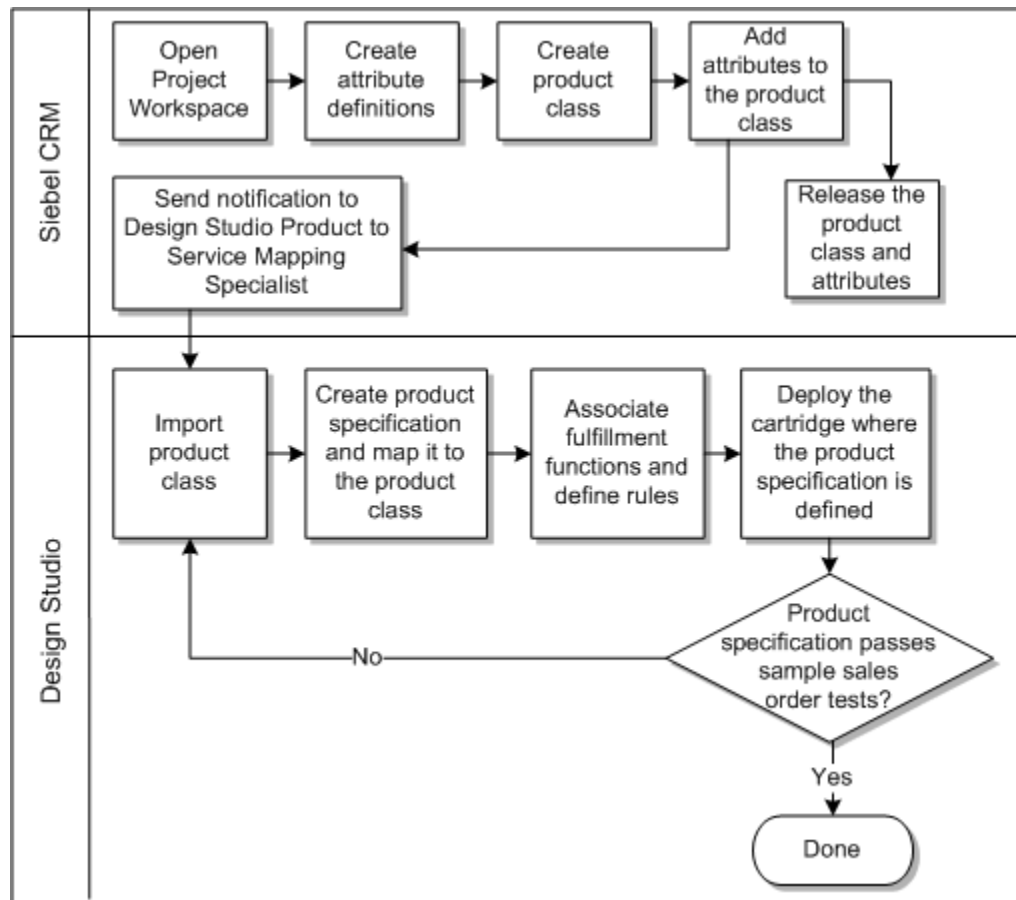 Siebel CRM
Open
Project
Workspace
Create
attribute
definitions
Create
product
class
Add
attributes to
the product
class
Send notification to
Design Studio Product to
Service Mapping
Specialist
Release the
product
class and
attributes
Design Studio
Import
product
class
Create product
specification
and map it to
the product
class
Associate
fulfillment
functions and
define rules
Deploy the
cartridge where
the product
specification is
defined
Product
specification passes
sample sales
order tests?
No
Yes
Done